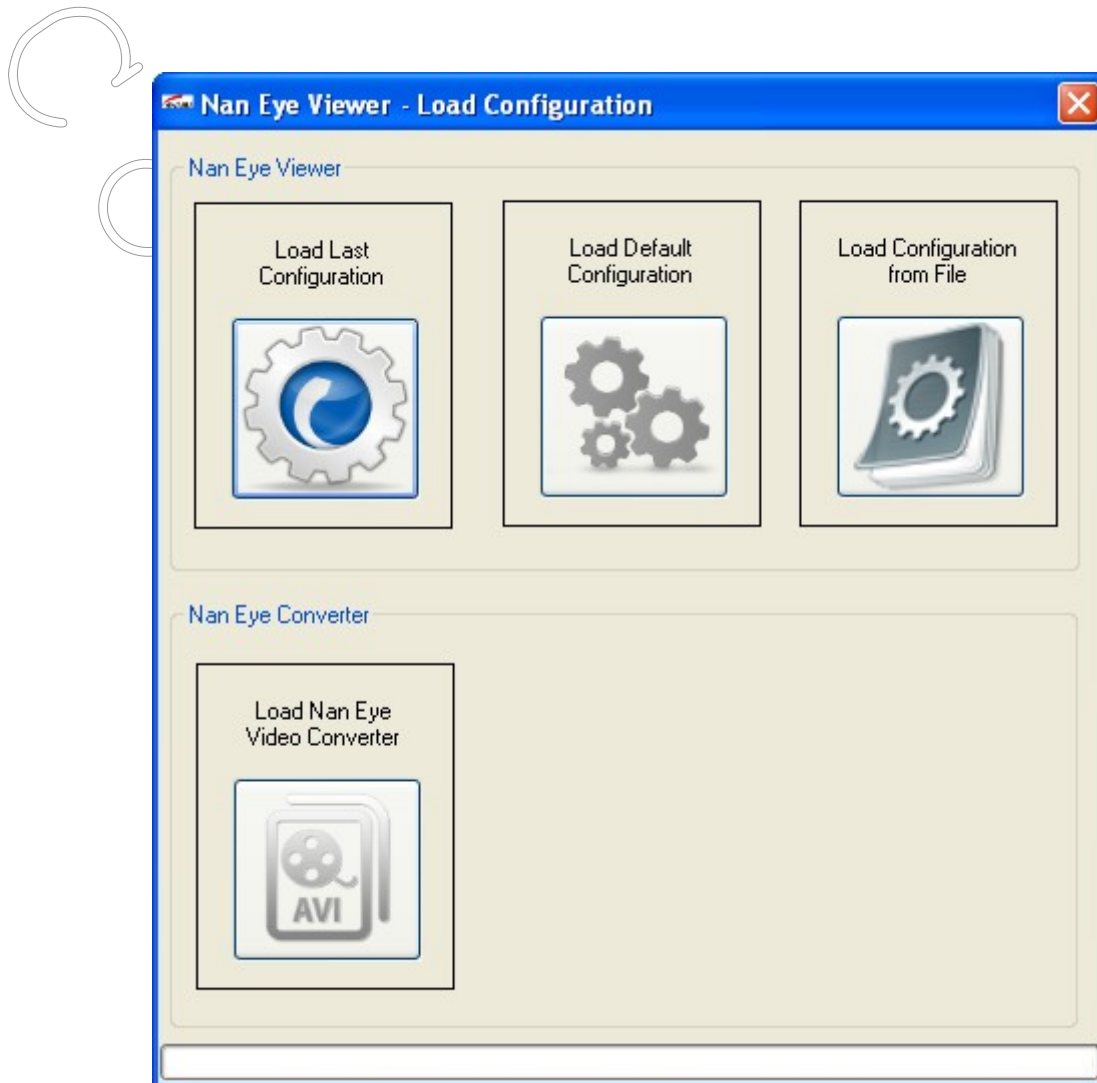 Nan Eye Viewer - Load Configuration
Nan Eye Viewer
Load Last
Configuration
Load Default
Configuration
Load Configuration
from File
Nan Eye Converter
Load Nan Eye
Video Converter
AVI